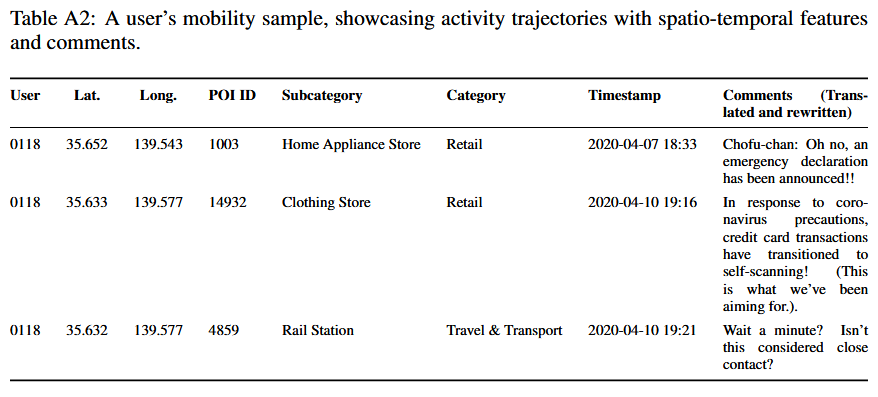 Table A2: A user's mobility sample, showcasing activity trajectories with spatio-temporal features
and comments.
User Lat. Long. POI ID Subcategory Category Timestamp Comments (Trans-
lated and rewritten)
0118 35.652 139.543 1003 Home Appliance Store Retail 2020-04-07 18:33 Chofu-chan: Oh no, an
emergency declaration
has been announced!!
0118 35.633 139.577 14932 Clothing Store Retail 2020-04-10 19:16 In response to coro-
navirus precautions,
credit card transactions
have transitioned to
self-scanning! (This
is what we've been
aiming for.).
0118 35.632 139.577 4859 Rail Station Travel & Transport 2020-04-10 19:21 Wait a minute? Isn't
this considered close
contact?